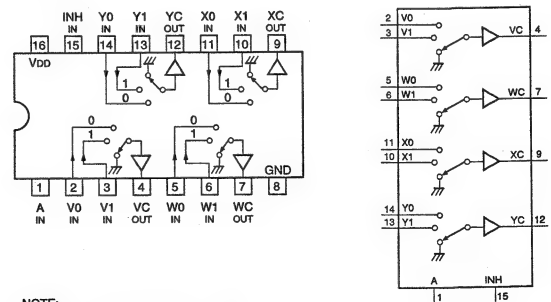 INH Y0 Y1 YC X0 X1 XC
IN IN IN OUT IN IN OUT
16 15 14 13 12 11 10 9
VDD
1
0
1
0
0
1
0
1
GND
1 2 3 4 5 6 7 8
A V0 V1 VC W0 W1 WC
IN IN IN OUT IN IN OUT
NOTE:
2 V0
3 V1
VC 4
5 W0
6 W1
WC 7
11 X0
10 X1
XC 9
14 Y0
13 Y1
YC 12
A INH
1 15